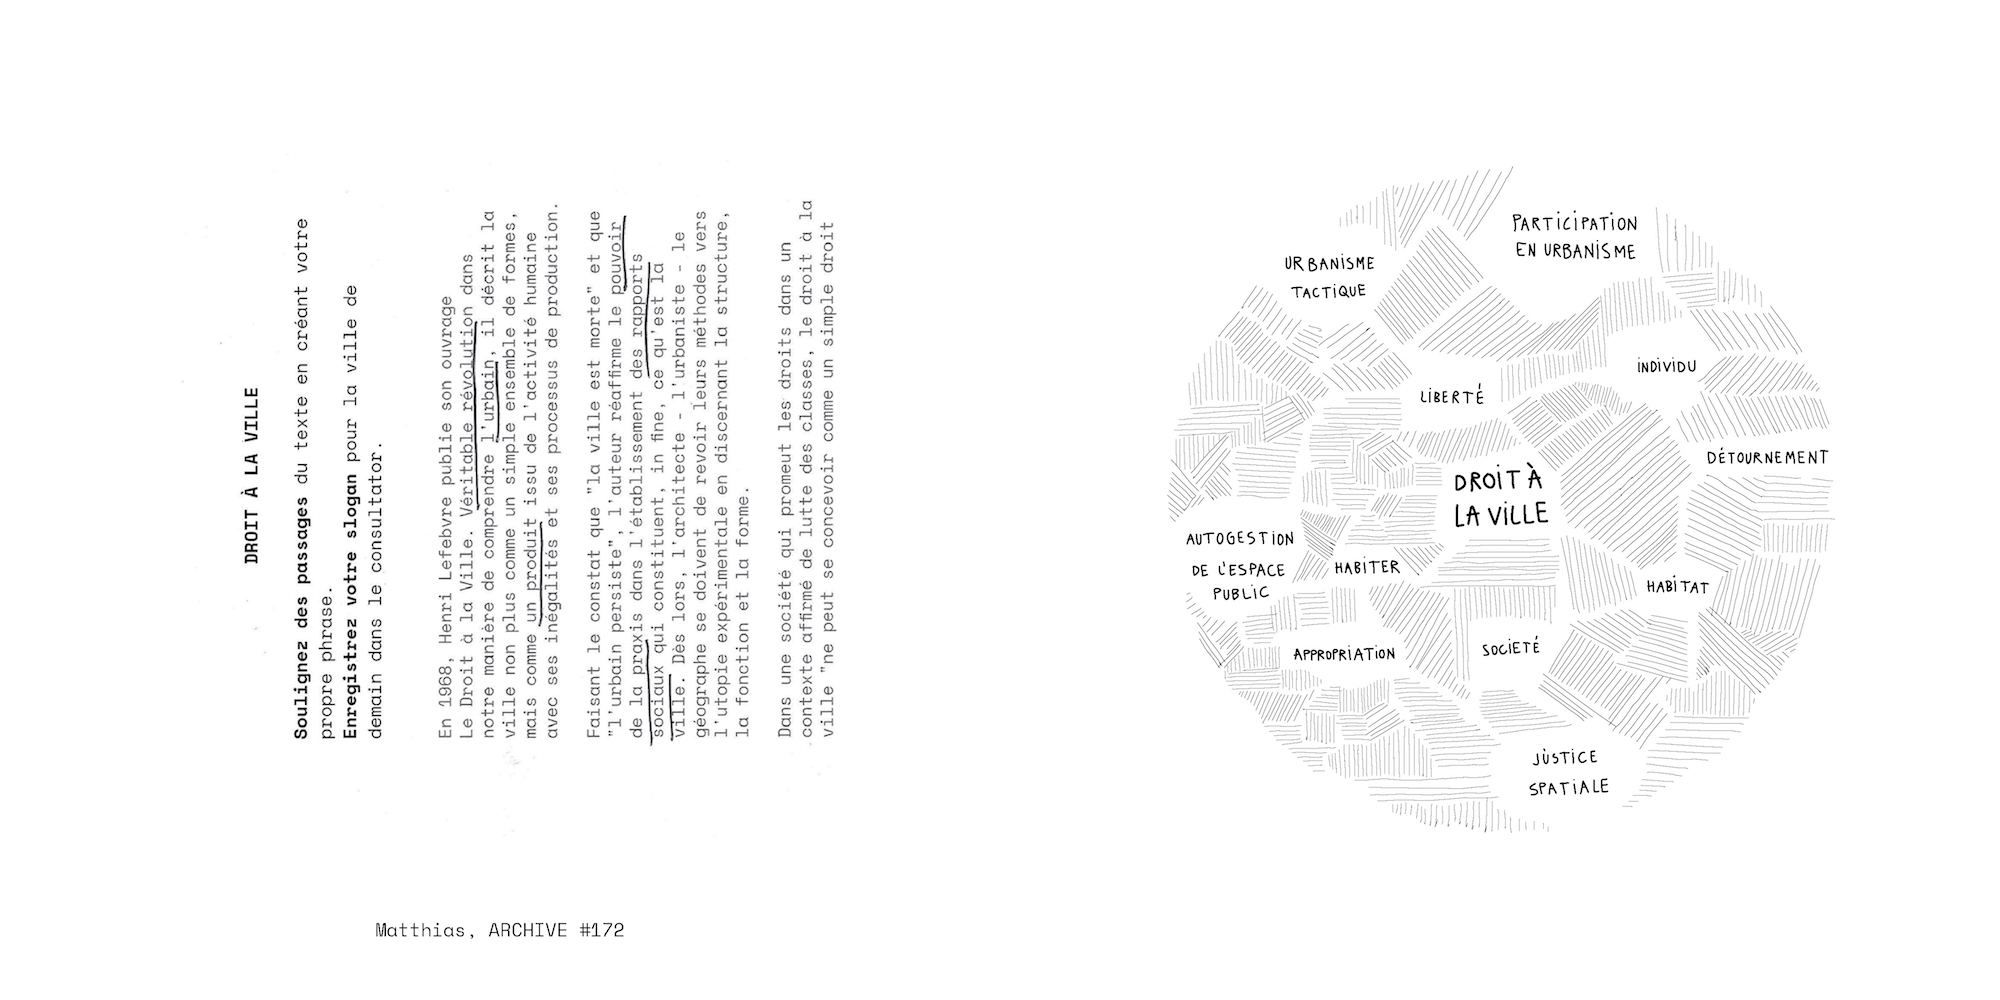 DROIT À LA VILLE
Soulignez des passages du texte en créant votre
propre phrase.
Enregistrez votre slogan pour la ville de
demain dans le consultator.
En 1968, Henri Lefebvre publie son ouvrage
Le Droit à la Ville. Véritable révolution dans
notre manière de comprendre l'urbain, il décrit la
ville non plus comme un simple ensemble de formes,
mais comme un produit issu de l'activité humaine
avec ses inégalités et ses processus de production.
Faisant le constat que "la ville est morte" et que
"l'urbain persiste", l'auteur réaffirme le pouvoir
de la praxis dans l'établissement des rapports
sociaux qui constituent, in fine, ce qu'est la
ville. Dès lors, l'architecte - l'urbaniste - le
géographe se doivent de revoir leurs méthodes vers
l'utopie expérimentale en discernant la structure,
la fonction et la forme.
Dans une société qui promeut les droits dans un
contexte affirmé de lutte des classes, le droit à la
ville "ne peut se concevoir comme un simple droit
Matthias, ARCHIVE #172
PARTICIPATION
EN URBANISME
URBANISME
TACTIQUE
INDIVIDU
LIBERTÉ
DÉTOURNEMENT
DROIT À
LA VILLE
AUTOGESTION
DE L'ESPACE
PUBLIC
HABITER
HABITAT
APPROPRIATION
SOCIETÉ
JÙSTICE
SPATIALE